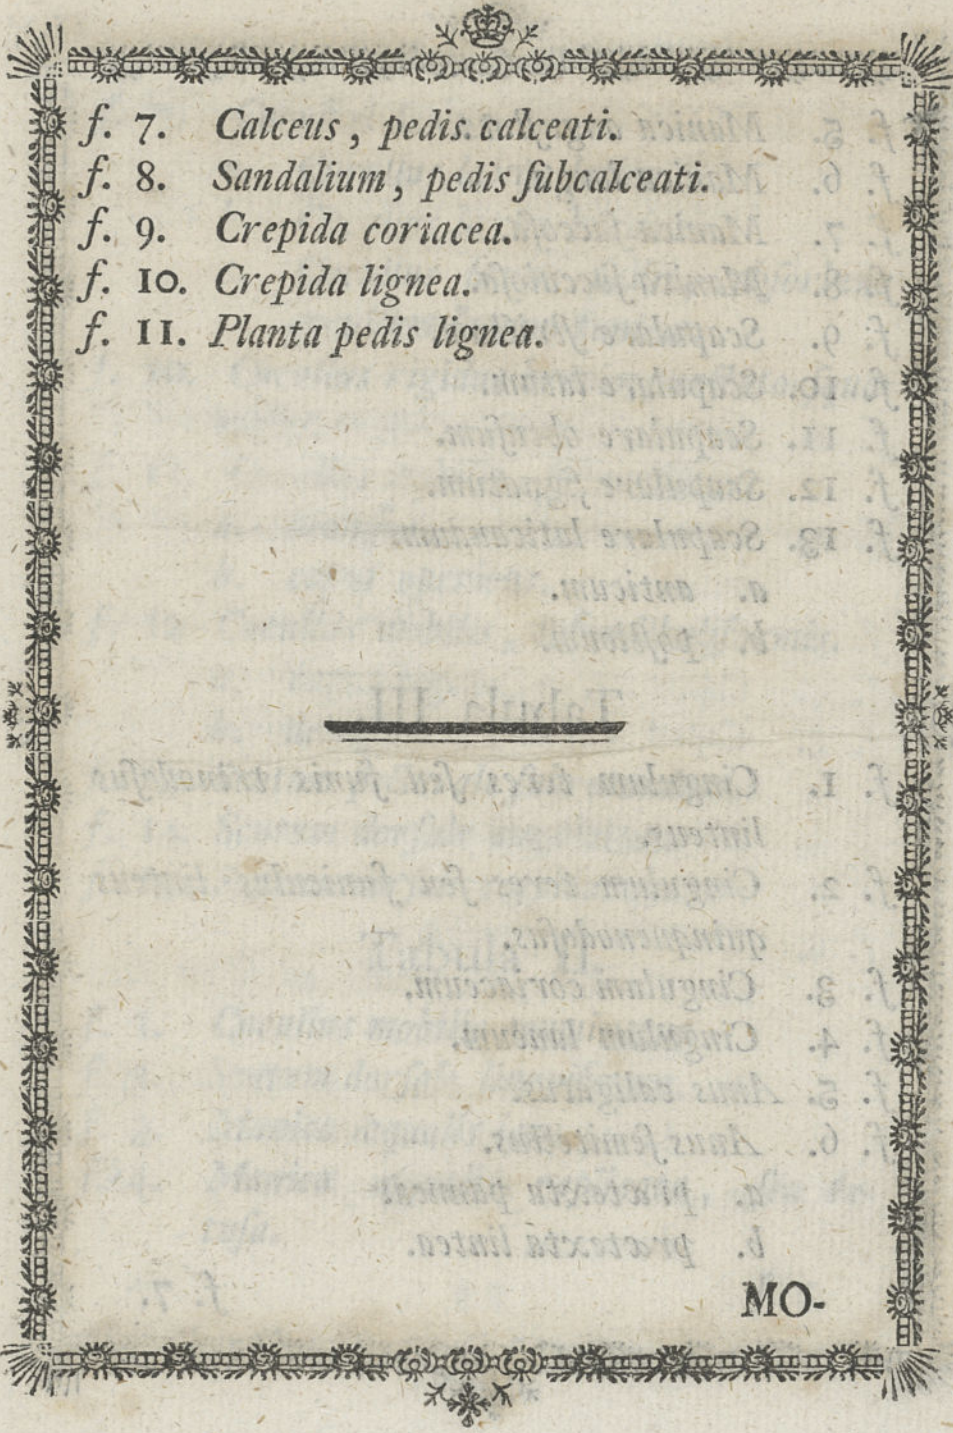 f. 7. Calceus, pedis calceati.
f. 8. Sandalium, pedis ſubcalceati.
f. 9. Crepida coriacea.
f. 10. Crepida lignea.
f. 11. Planta pedis lignea.
MO-